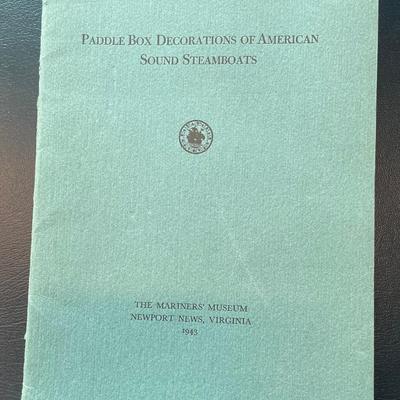 PADDLE BOX DECORATIONS OF AMERICAN
SOUND STEAMBOATS
THE MARINERS' MUSEUM
NEWPORT NEWS, VIRGINIA
1943